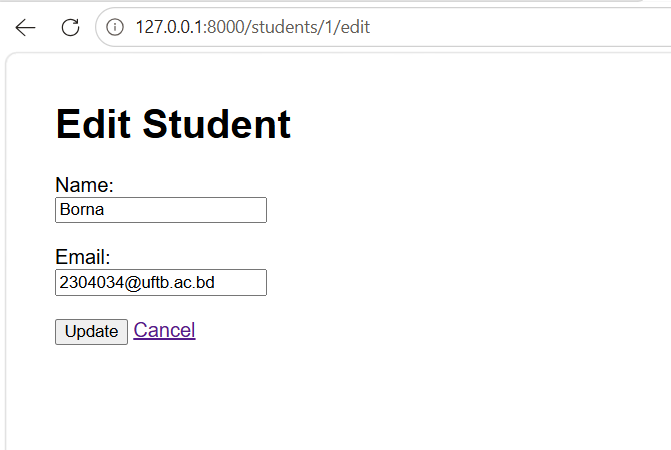 127.0.0.1:8000/students/1/edit
Edit Student
Name:
Borna
Email:
2304034@uftb.ac.bd
Update Cancel